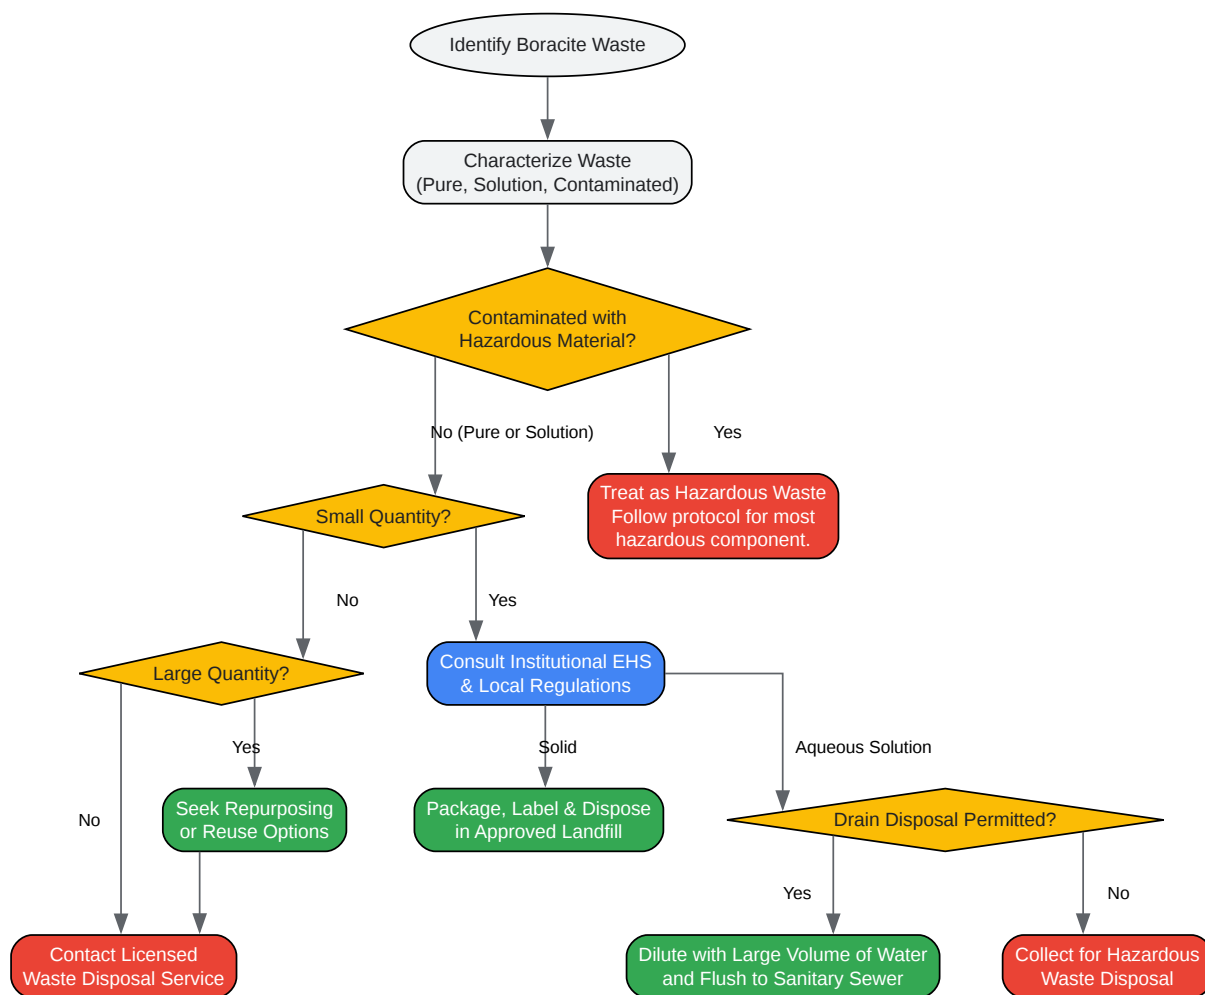 Identify Boracite Waste
Characterize Waste
(Pure, Solution, Contaminated)
Contaminated with
Hazardous Material?
No (Pure or Solution)
Yes
Treat as Hazardous Waste
Follow protocol for most
hazardous component.
Small Quantity?
No
Yes
Large Quantity?
Consult Institutional EHS
& Local Regulations
Yes
Solid
Aqueous Solution
No
Seek Repurposing
or Reuse Options
Package, Label & Dispose
in Approved Landfill
Drain Disposal Permitted?
Yes
No
Contact Licensed
Waste Disposal Service
Dilute with Large Volume of Water
and Flush to Sanitary Sewer
Collect for Hazardous
Waste Disposal